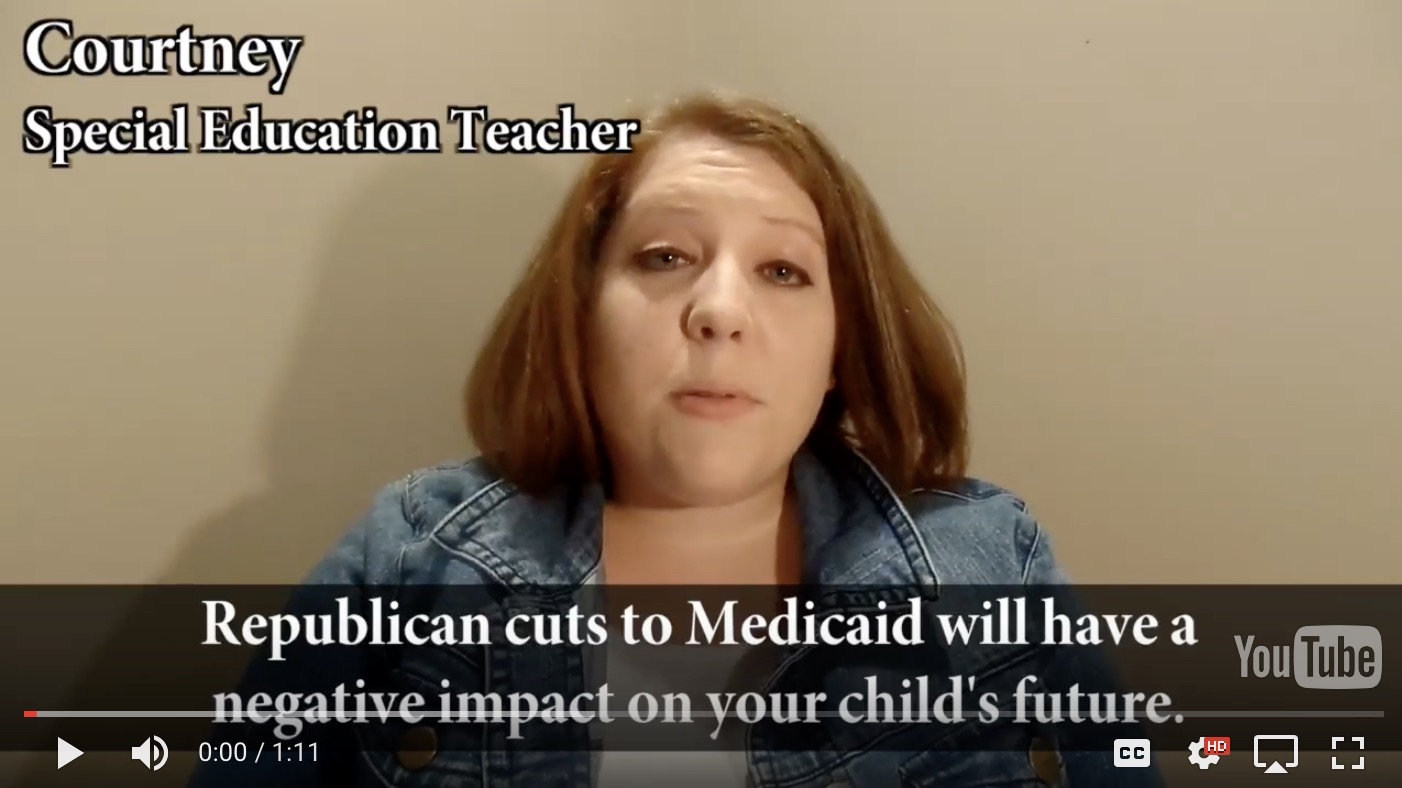 Courtney
Special Education Teacher
Republican cuts to Medicaid will have a
negative impact on your child's future.
YouTube
0:00 / 1:11
CC
HD